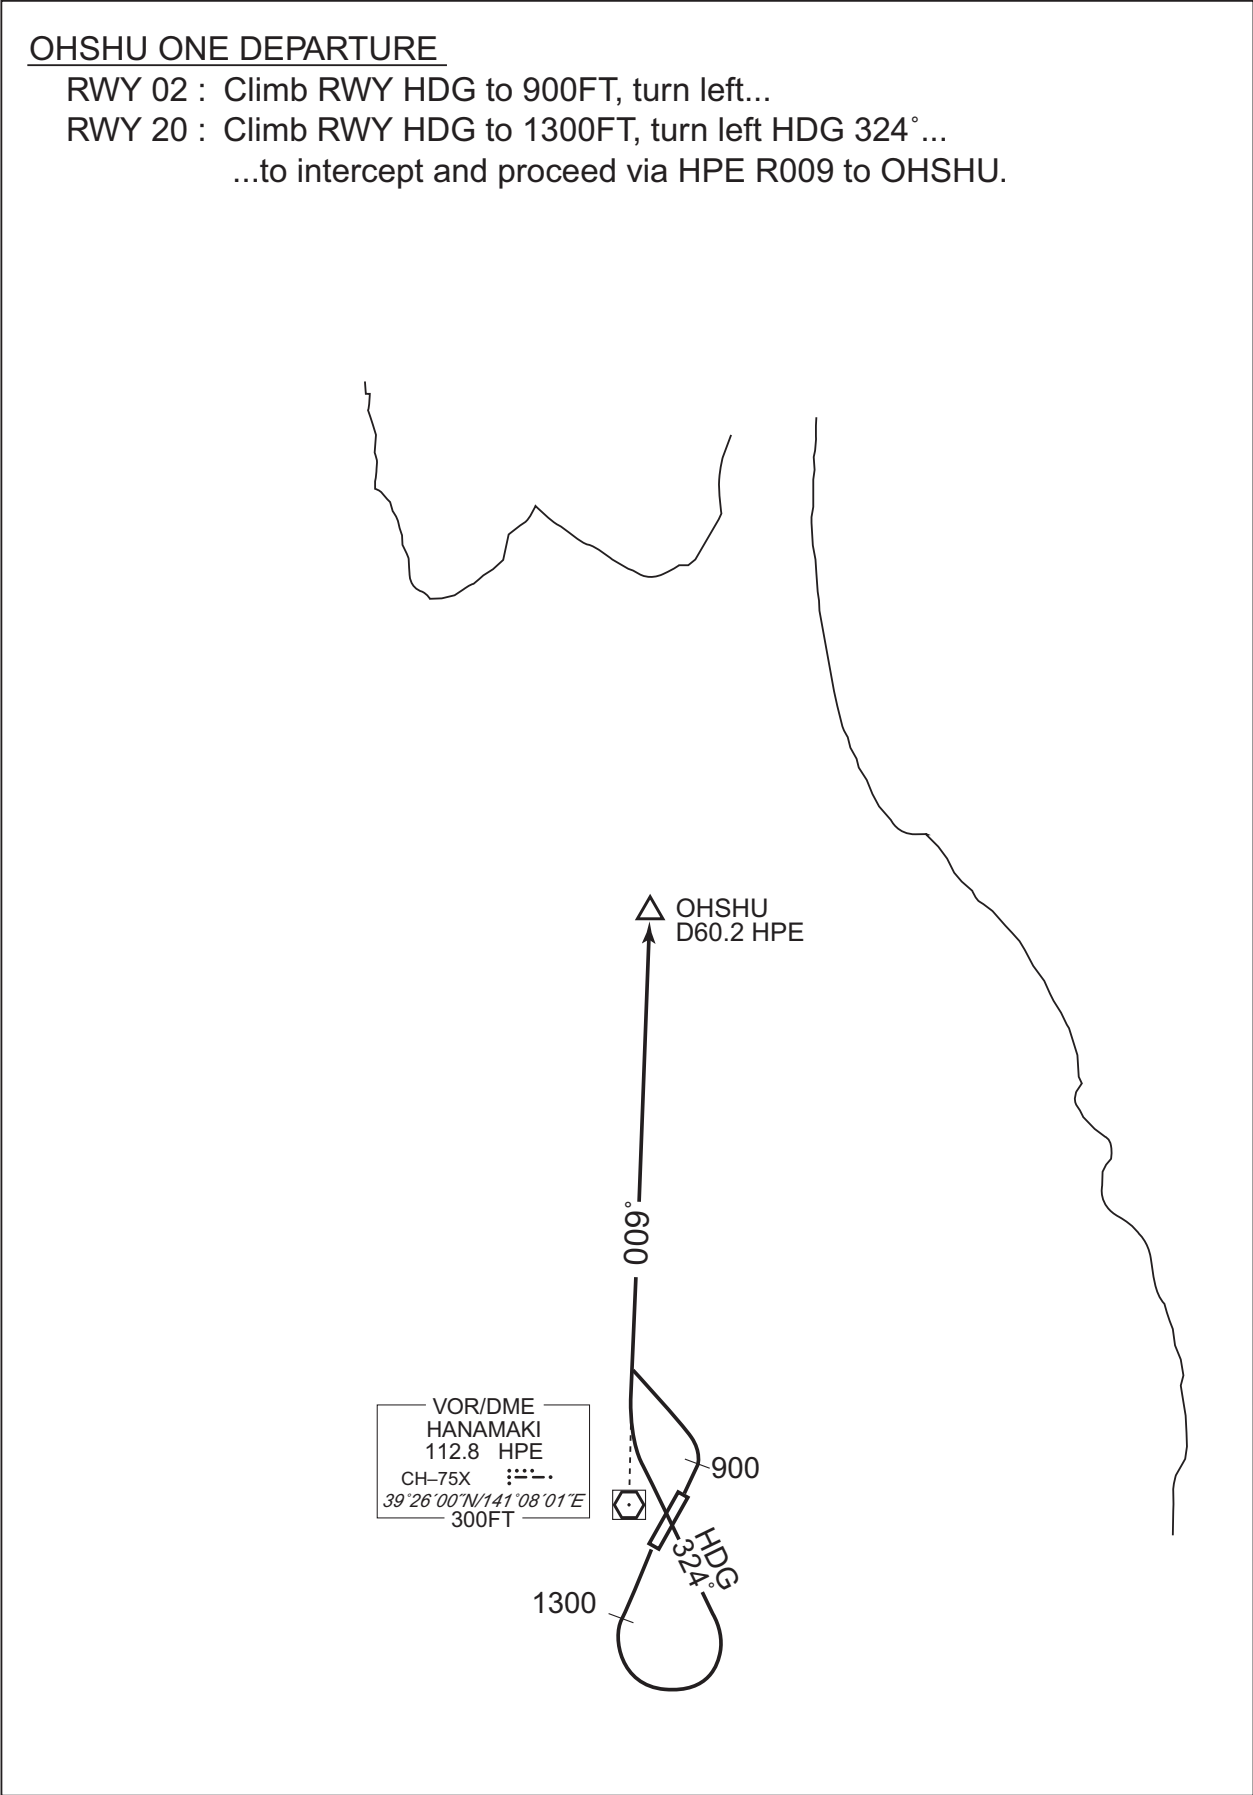 OHSHU ONE DEPARTURE
RWY 02 : Climb RWY HDG to 900FT, turn left...
RWY 20 : Climb RWY HDG to 1300FT, turn left HDG 324˚...
...to intercept and proceed via HPE R009 to OHSHU.
OHSHU
D60.2 HPE
009˚
VOR/DME
HANAMAKI
112.8 HPE
CH–75X
39˚26´00˝N/141˚08´01˝E
300FT
900
HDG
324˚
1300